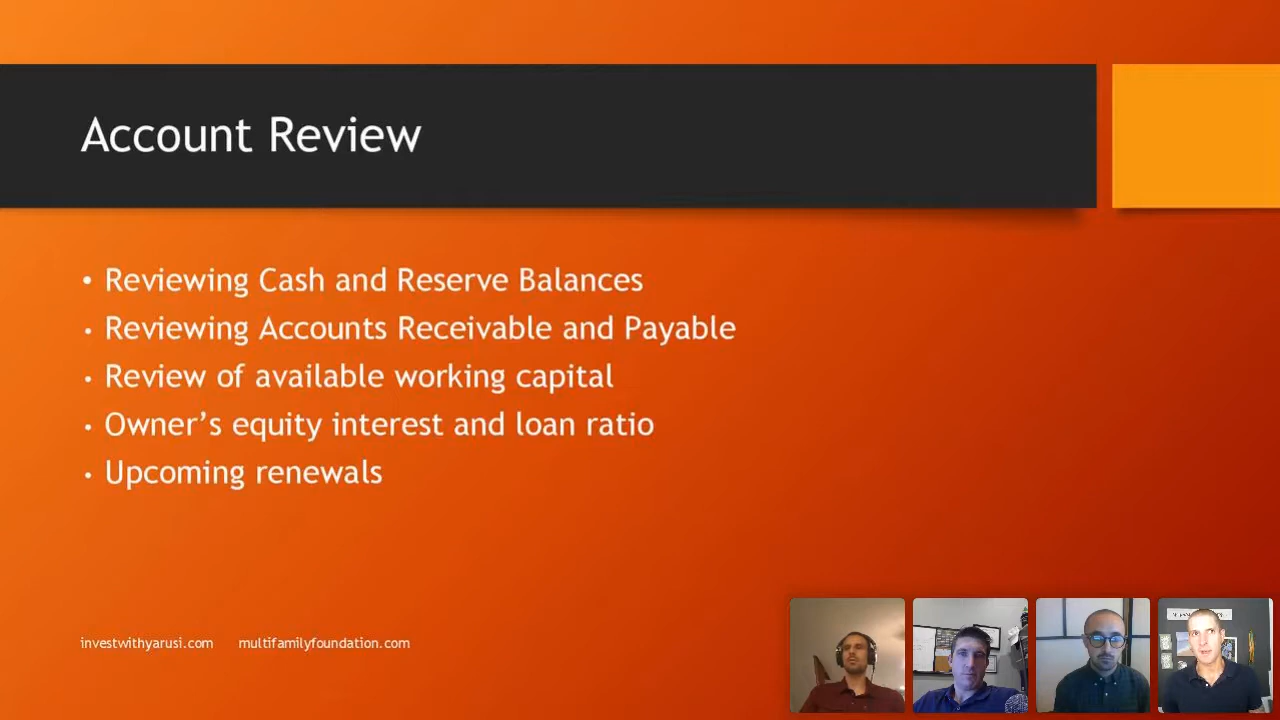 Account Review
• Reviewing Cash and Reserve Balances
• Reviewing Accounts Receivable and Payable
• Review of available working capital
• Owner’s equity interest and loan ratio
• Upcoming renewals
investwithyarusi.com multifamilyfoundation.com